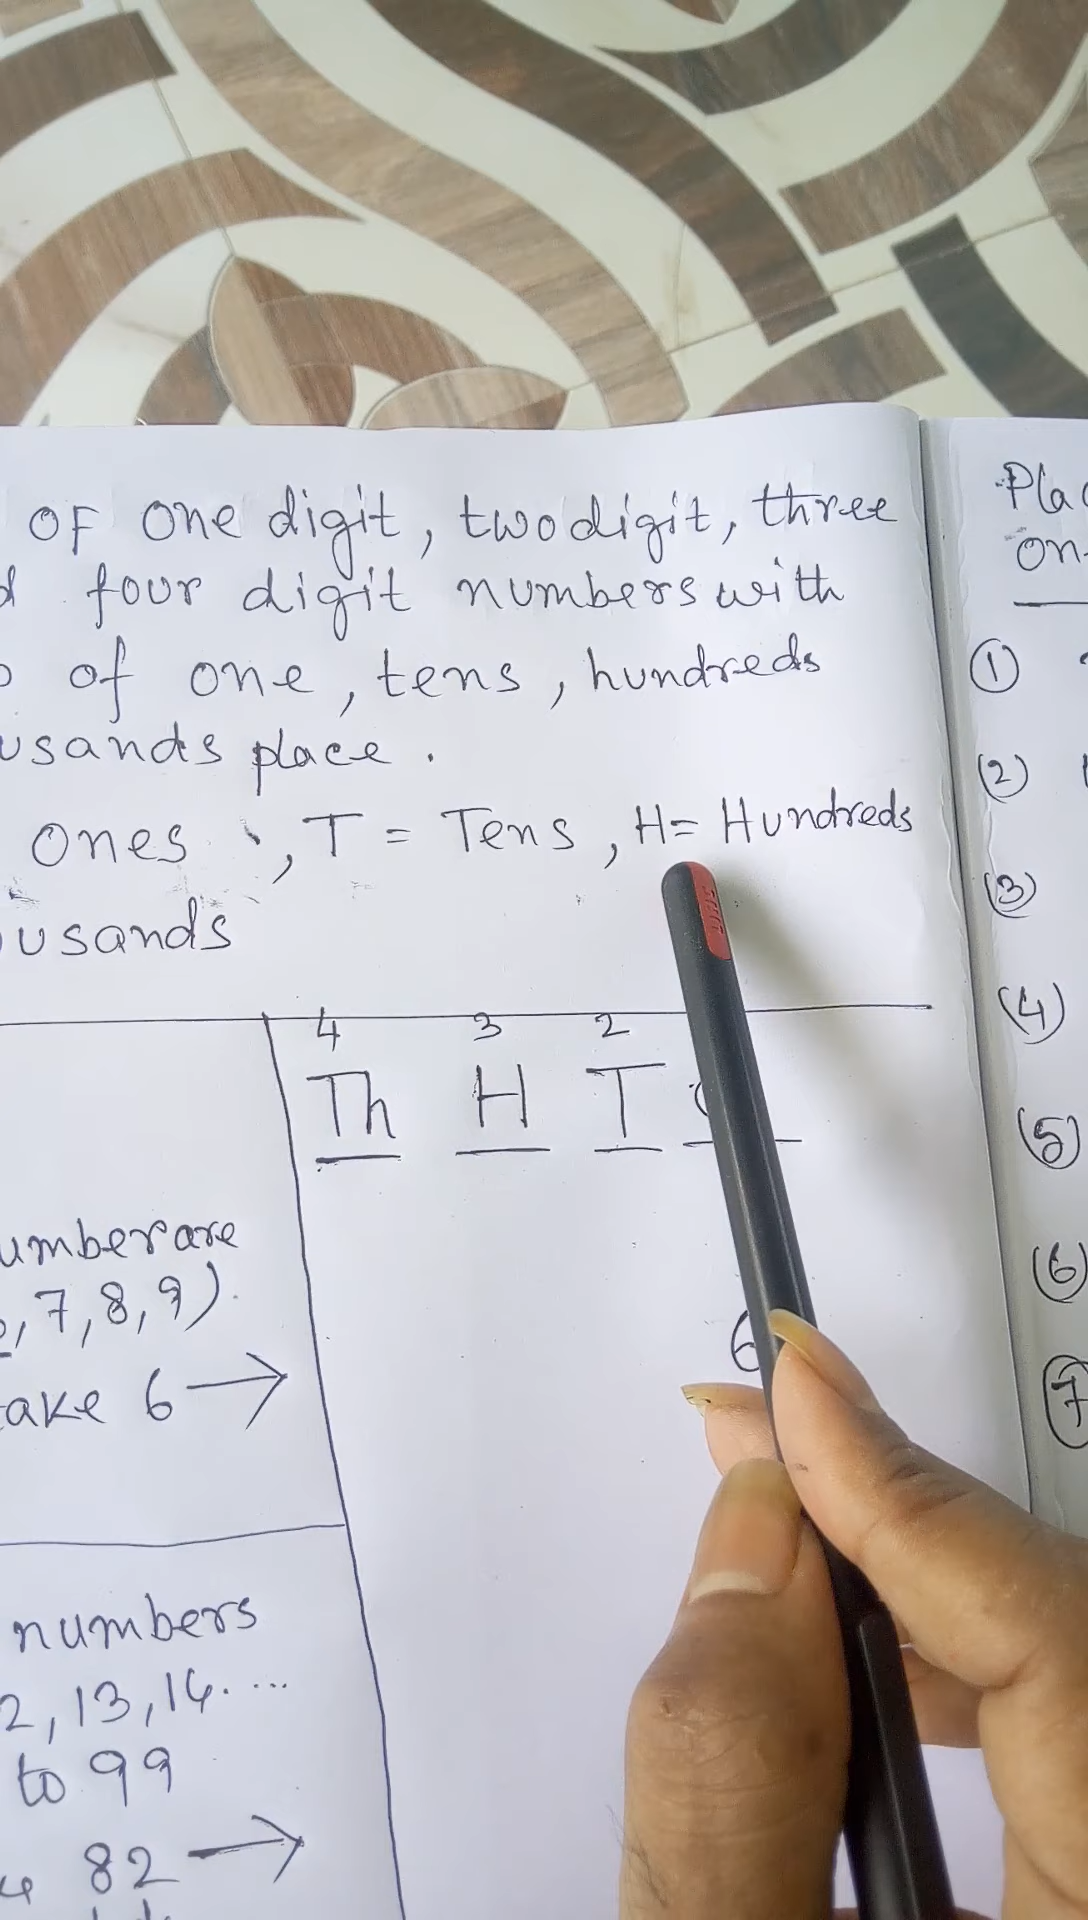 OF One digit, two digit, three
four digit numbers with
of one, tens, hundreds
usands place.
ones, T = Tens, H = Hundreds
usands
4 3 2
Th H T
umber are
, 7, 8, 9).
take 6 →
6
numbers
2, 13, 14. ...
to 99
82 →
Pla
on-
(1)
(2)
(3)
(4)
(5)
(6)
(7)